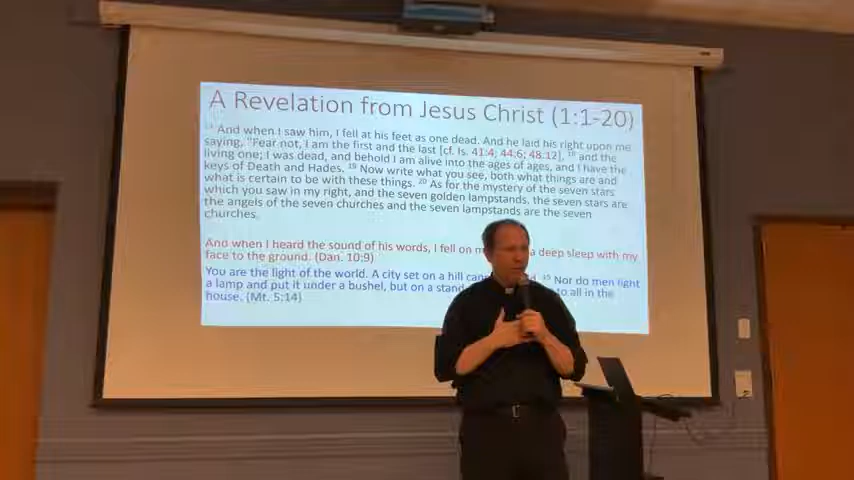 A Revelation from Jesus Christ (1:1-20)
And when I saw him, I fell at his feet as one dead. And he laid his right upon me
saying, "Fear not, I am the first and the last [cf. Is. 41:4; 44:6; 48:12], 18 and the
living one; I was dead, and behold I am alive into the ages of ages, and I have the
keys of Death and Hades. 19 Now write what you see, both what things are and
what is certain to be with these things. 20 As for the mystery of the seven stars
which you saw in my right, and the seven golden lampstands, the seven stars are
the angels of the seven churches and the seven lampstands are the seven
churches.
And when I heard the sound of his words, I fell on a deep sleep with my
face to the ground. (Dan. 10:9)
You are the light of the world. A city set on a hill 15 Nor do men light
a lamp and put it under a bushel, but on a stand to all in the
house. (Mt. 5:14)